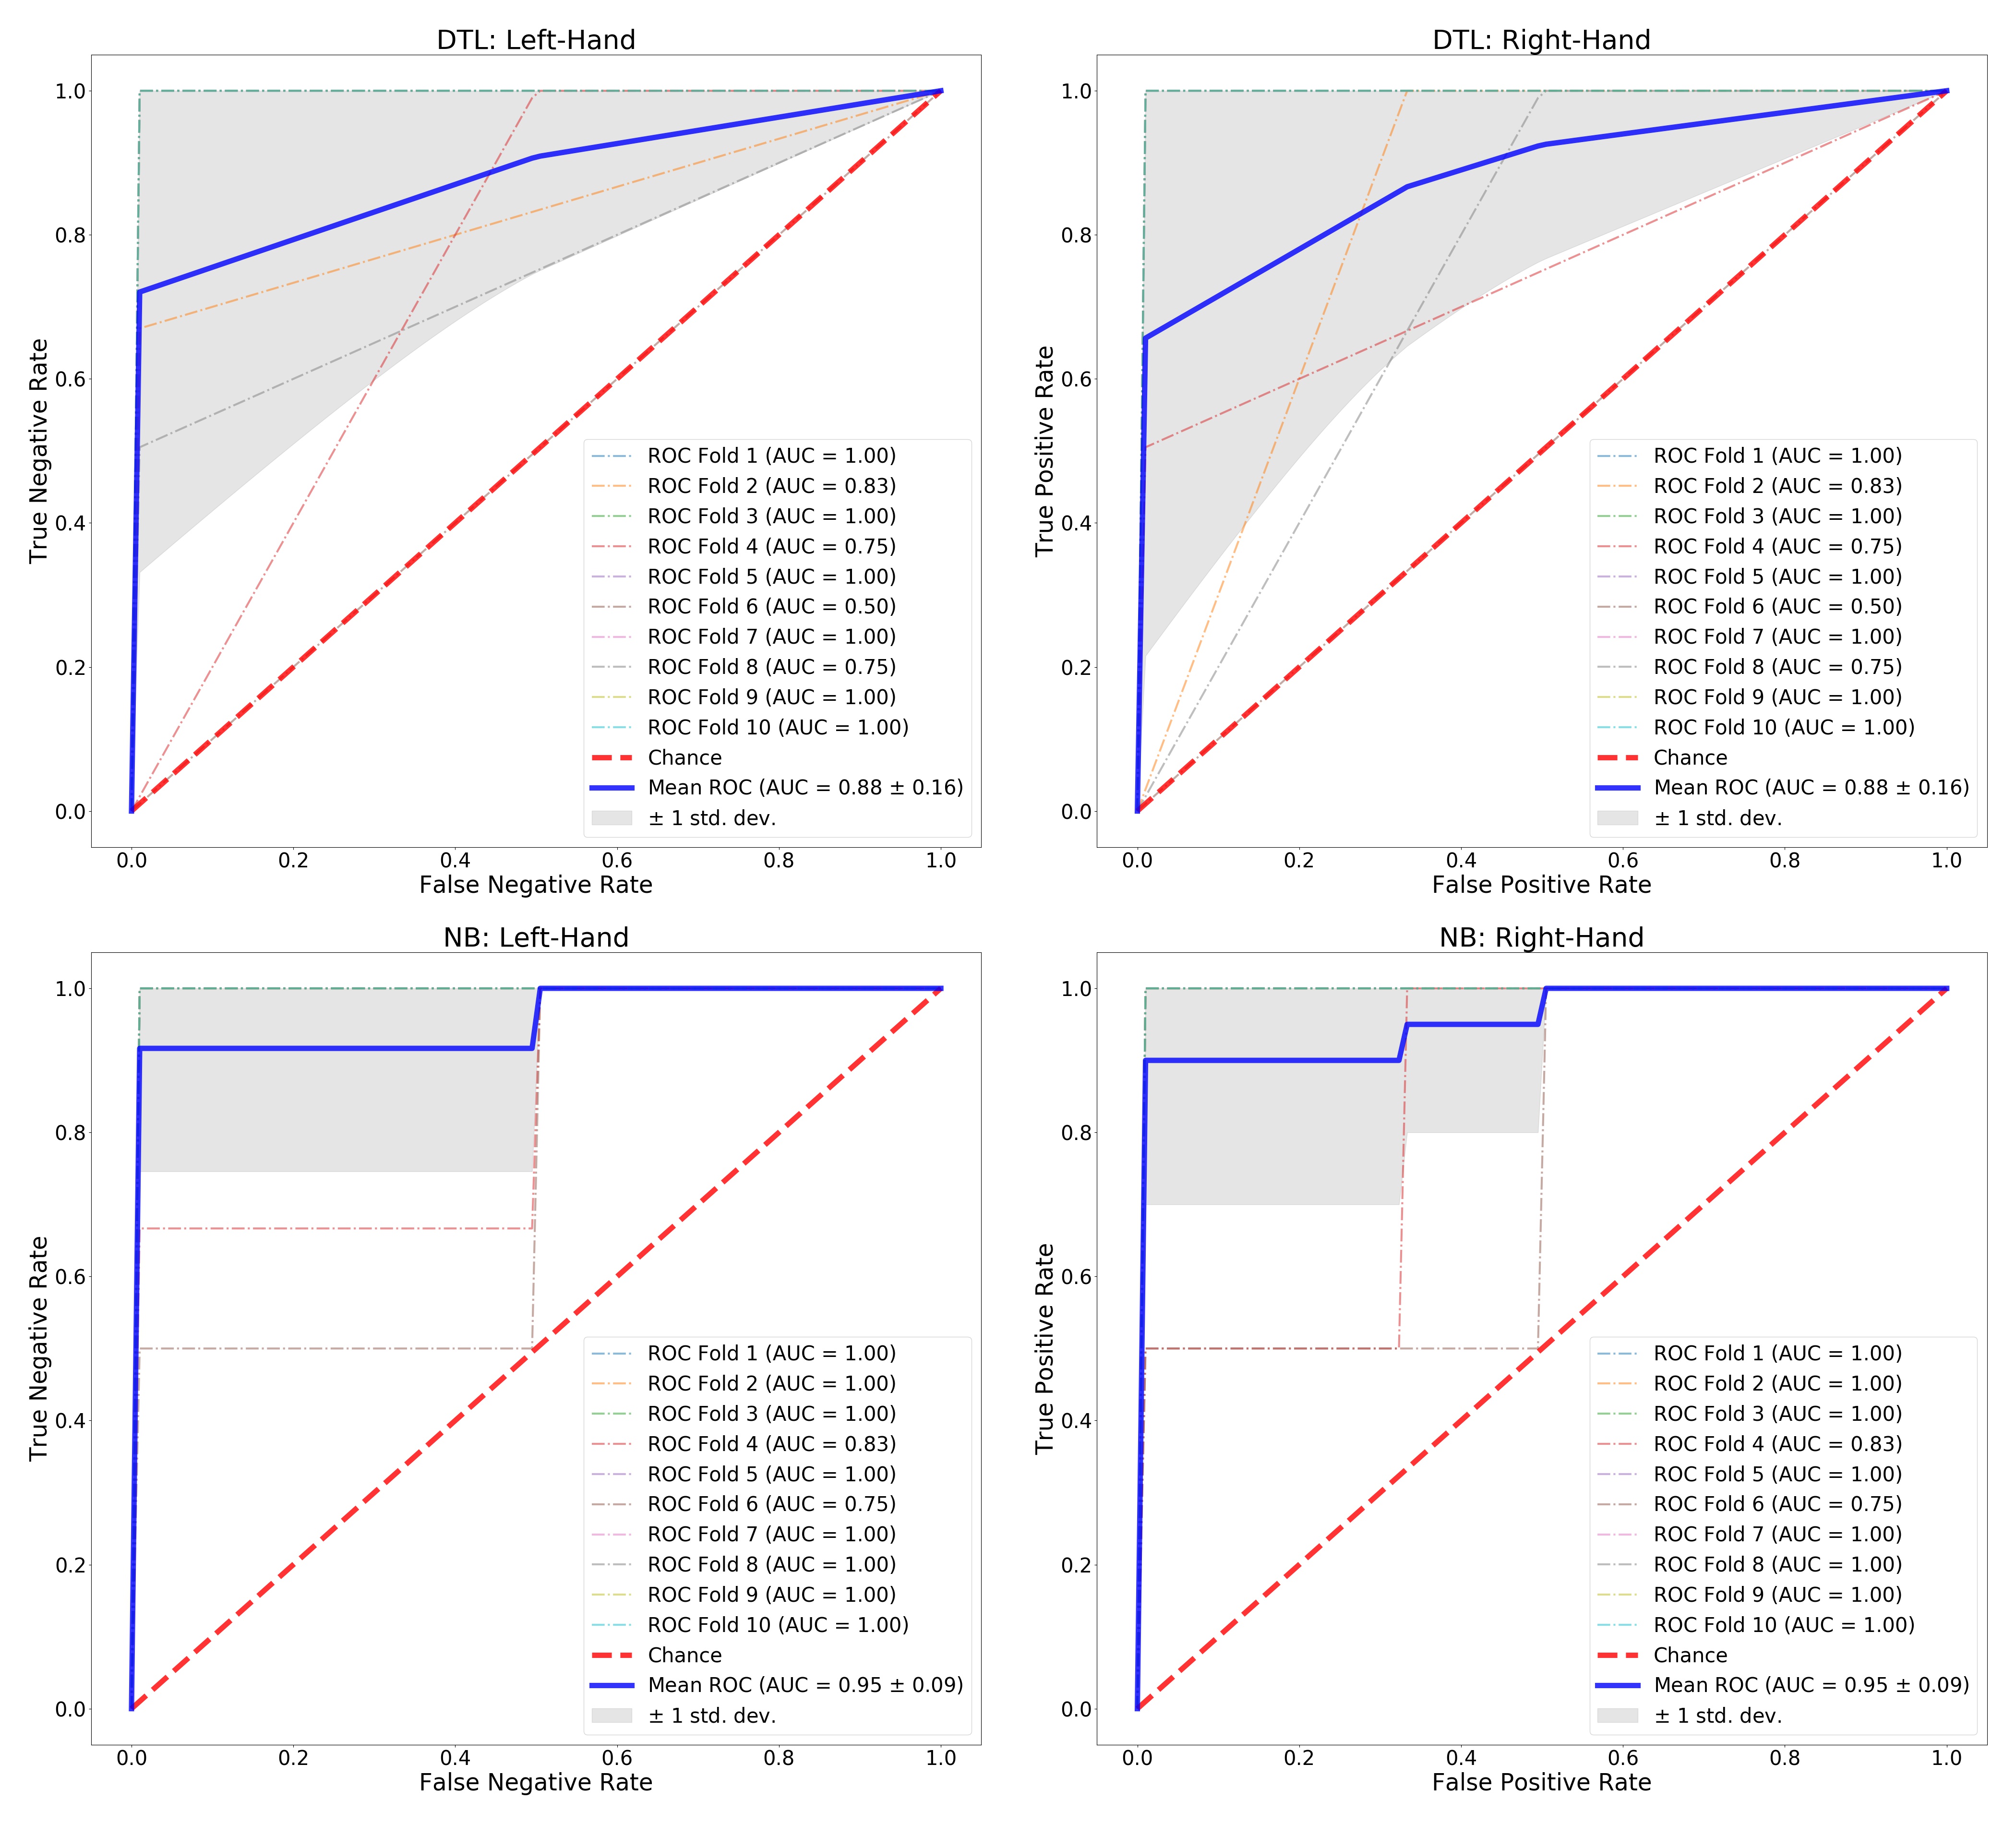 DTL: Left-Hand
True Negative Rate
1.0
0.8
0.6
0.4
0.2
0.0
ROC Fold 1 (AUC = 1.00)
ROC Fold 2 (AUC = 0.83)
ROC Fold 3 (AUC = 1.00)
ROC Fold 4 (AUC = 0.75)
ROC Fold 5 (AUC = 1.00)
ROC Fold 6 (AUC = 0.50)
ROC Fold 7 (AUC = 1.00)
ROC Fold 8 (AUC = 0.75)
ROC Fold 9 (AUC = 1.00)
ROC Fold 10 (AUC = 1.00)
Chance
Mean ROC (AUC = 0.88 ± 0.16)
± 1 std. dev.
0.0 0.2 0.4 0.6 0.8 1.0
False Negative Rate
DTL: Right-Hand
True Positive Rate
1.0
0.8
0.6
0.4
0.2
0.0
ROC Fold 1 (AUC = 1.00)
ROC Fold 2 (AUC = 0.83)
ROC Fold 3 (AUC = 1.00)
ROC Fold 4 (AUC = 0.75)
ROC Fold 5 (AUC = 1.00)
ROC Fold 6 (AUC = 0.50)
ROC Fold 7 (AUC = 1.00)
ROC Fold 8 (AUC = 0.75)
ROC Fold 9 (AUC = 1.00)
ROC Fold 10 (AUC = 1.00)
Chance
Mean ROC (AUC = 0.88 ± 0.16)
± 1 std. dev.
0.0 0.2 0.4 0.6 0.8 1.0
False Positive Rate
NB: Left-Hand
True Negative Rate
1.0
0.8
0.6
0.4
0.2
0.0
ROC Fold 1 (AUC = 1.00)
ROC Fold 2 (AUC = 1.00)
ROC Fold 3 (AUC = 1.00)
ROC Fold 4 (AUC = 0.83)
ROC Fold 5 (AUC = 1.00)
ROC Fold 6 (AUC = 0.75)
ROC Fold 7 (AUC = 1.00)
ROC Fold 8 (AUC = 1.00)
ROC Fold 9 (AUC = 1.00)
ROC Fold 10 (AUC = 1.00)
Chance
Mean ROC (AUC = 0.95 ± 0.09)
± 1 std. dev.
0.0 0.2 0.4 0.6 0.8 1.0
False Negative Rate
NB: Right-Hand
True Positive Rate
1.0
0.8
0.6
0.4
0.2
0.0
ROC Fold 1 (AUC = 1.00)
ROC Fold 2 (AUC = 1.00)
ROC Fold 3 (AUC = 1.00)
ROC Fold 4 (AUC = 0.83)
ROC Fold 5 (AUC = 1.00)
ROC Fold 6 (AUC = 0.75)
ROC Fold 7 (AUC = 1.00)
ROC Fold 8 (AUC = 1.00)
ROC Fold 9 (AUC = 1.00)
ROC Fold 10 (AUC = 1.00)
Chance
Mean ROC (AUC = 0.95 ± 0.09)
± 1 std. dev.
0.0 0.2 0.4 0.6 0.8 1.0
False Positive Rate